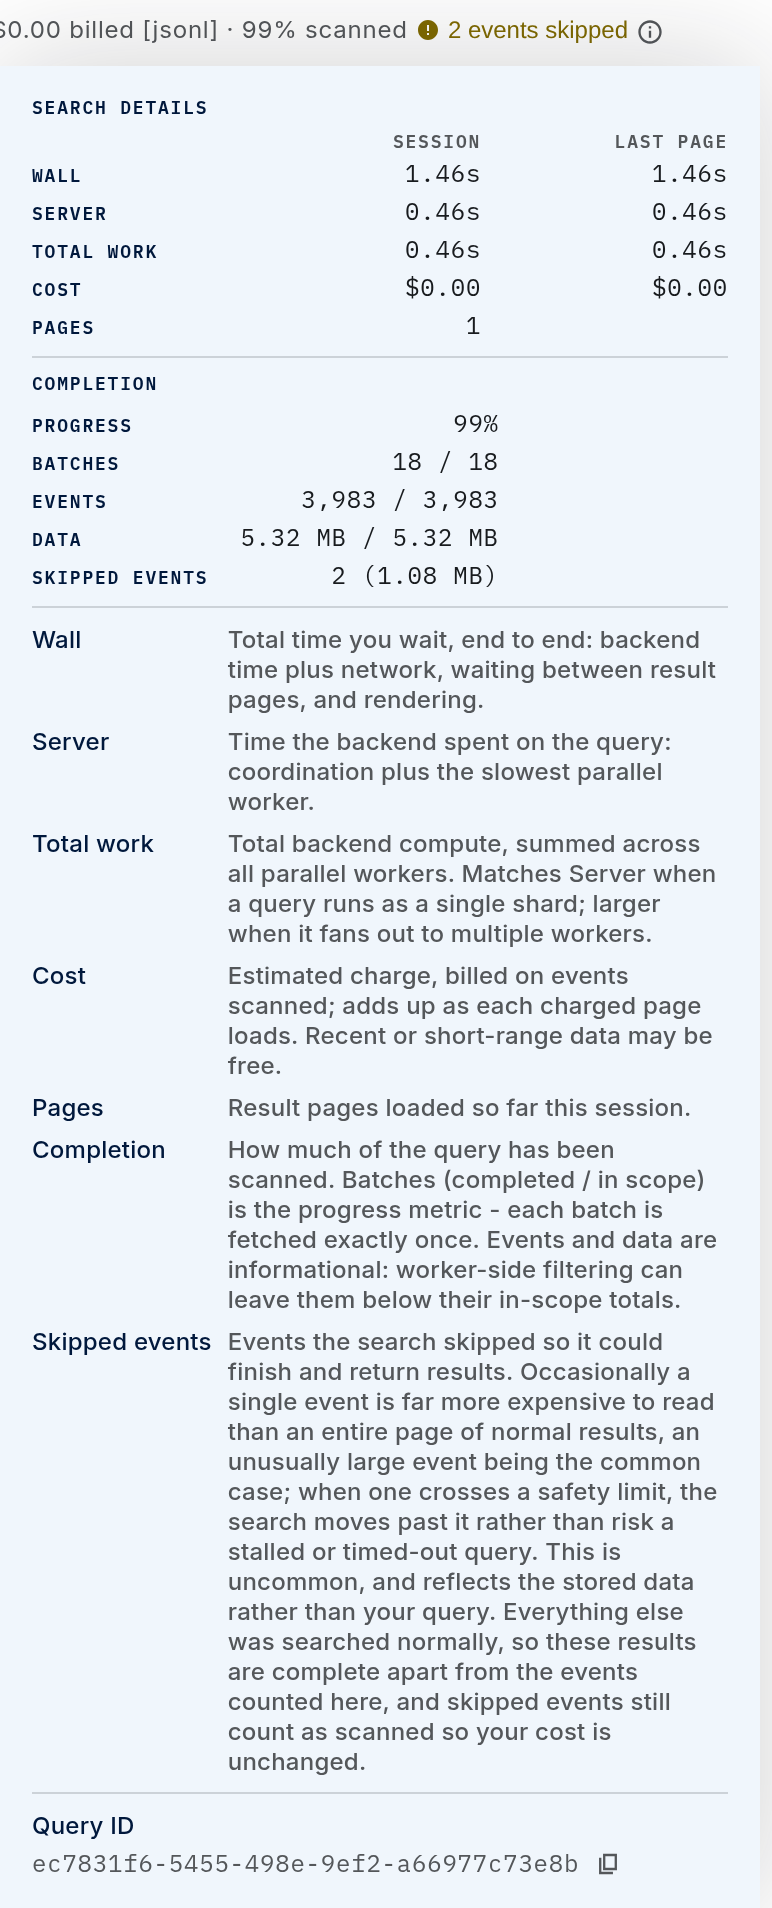 $0.00 billed [jsonl] · 99% scanned 2 events skipped
SEARCH DETAILS
SESSION LAST PAGE
WALL 1.46s 1.46s
SERVER 0.46s 0.46s
TOTAL WORK 0.46s 0.46s
COST $0.00 $0.00
PAGES 1
COMPLETION
PROGRESS 99%
BATCHES 18 / 18
EVENTS 3,983 / 3,983
DATA 5.32 MB / 5.32 MB
SKIPPED EVENTS 2 (1.08 MB)
Wall Total time you wait, end to end: backend
time plus network, waiting between result
pages, and rendering.
Server Time the backend spent on the query:
coordination plus the slowest parallel
worker.
Total work Total backend compute, summed across
all parallel workers. Matches Server when
a query runs as a single shard; larger
when it fans out to multiple workers.
Cost Estimated charge, billed on events
scanned; adds up as each charged page
loads. Recent or short-range data may be
free.
Pages Result pages loaded so far this session.
Completion How much of the query has been
scanned. Batches (completed / in scope)
is the progress metric - each batch is
fetched exactly once. Events and data are
informational: worker-side filtering can
leave them below their in-scope totals.
Skipped events Events the search skipped so it could
finish and return results. Occasionally a
single event is far more expensive to read
than an entire page of normal results, an
unusually large event being the common
case; when one crosses a safety limit, the
search moves past it rather than risk a
stalled or timed-out query. This is
uncommon, and reflects the stored data
rather than your query. Everything else
was searched normally, so these results
are complete apart from the events
counted here, and skipped events still
count as scanned so your cost is
unchanged.
Query ID
ec7831f6-5455-498e-9ef2-a66977c73e8b